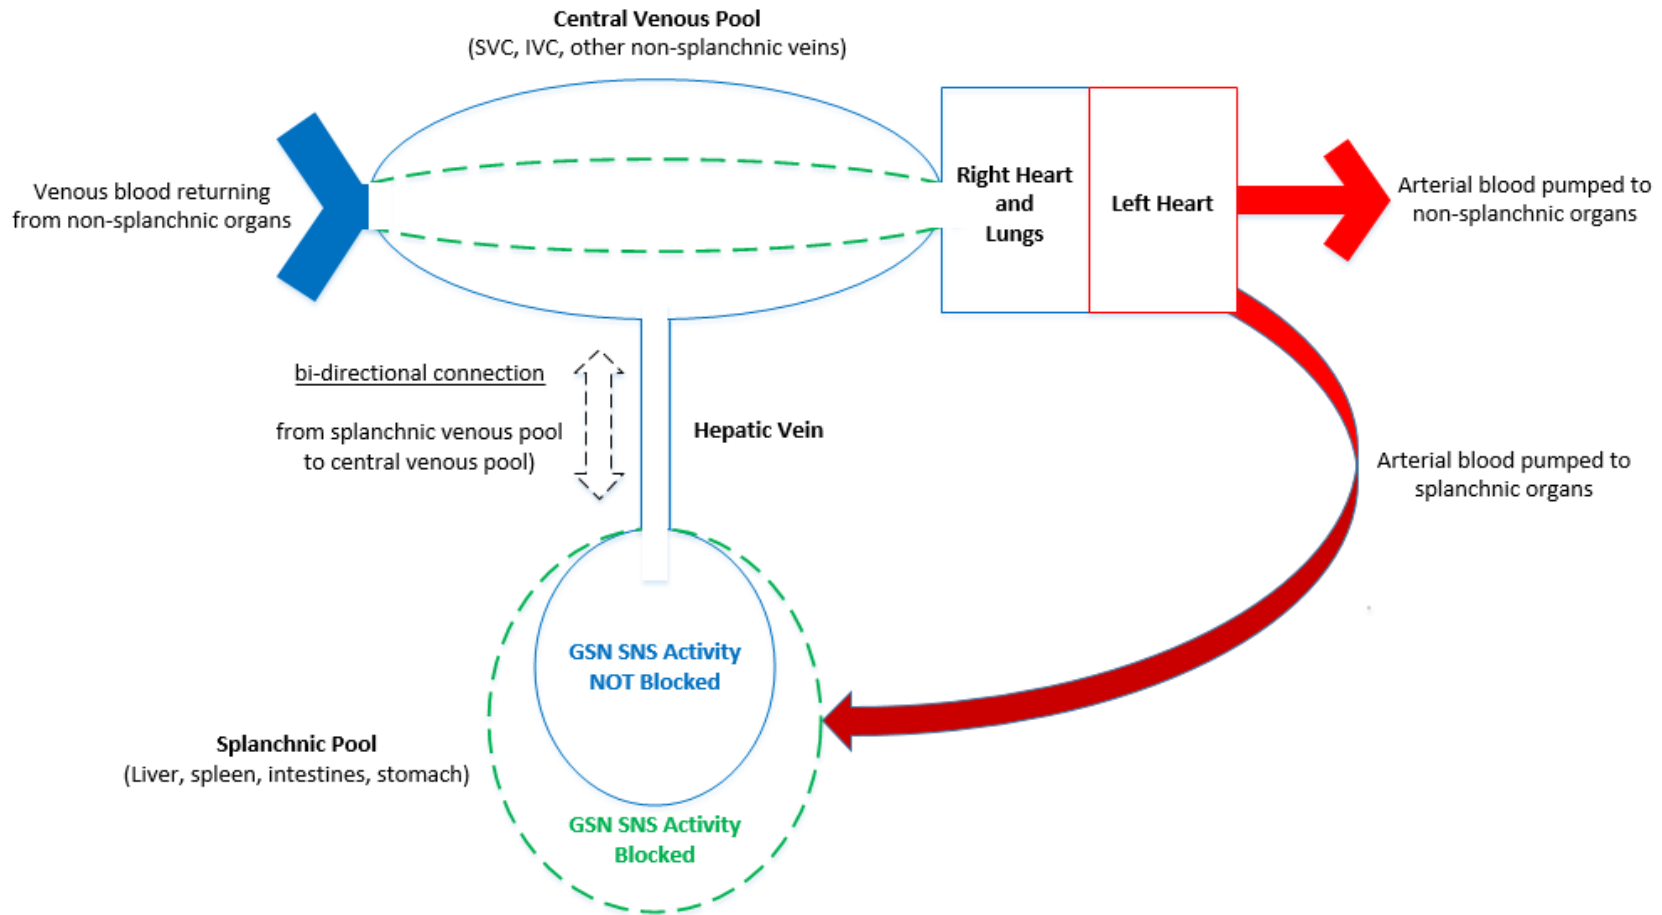 Central Venous Pool
(SVC, IVC, other non-splanchnic veins)
Venous blood returning
from non-splanchnic organs
Right Heart
and
Lungs
Left Heart
Arterial blood pumped to
non-splanchnic organs
bi-directional connection
from splanchnic venous pool
to central venous pool)
Hepatic Vein
Arterial blood pumped to
splanchnic organs
GSN SNS Activity
NOT Blocked
Splanchnic Pool
(Liver, spleen, intestines, stomach)
GSN SNS Activity
Blocked